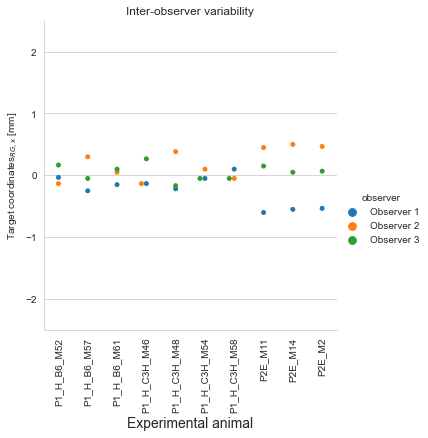 Inter-observer variability
Target coordinates_RG, x [mm]
2
1
0
−1
−2
observer
Observer 1
Observer 2
Observer 3
P1_H_B6_M52
P1_H_B6_M57
P1_H_B6_M61
P1_H_C3H_M46
P1_H_C3H_M48
P1_H_C3H_M54
P1_H_C3H_M58
P2E_M11
P2E_M14
P2E_M2
Experimental animal